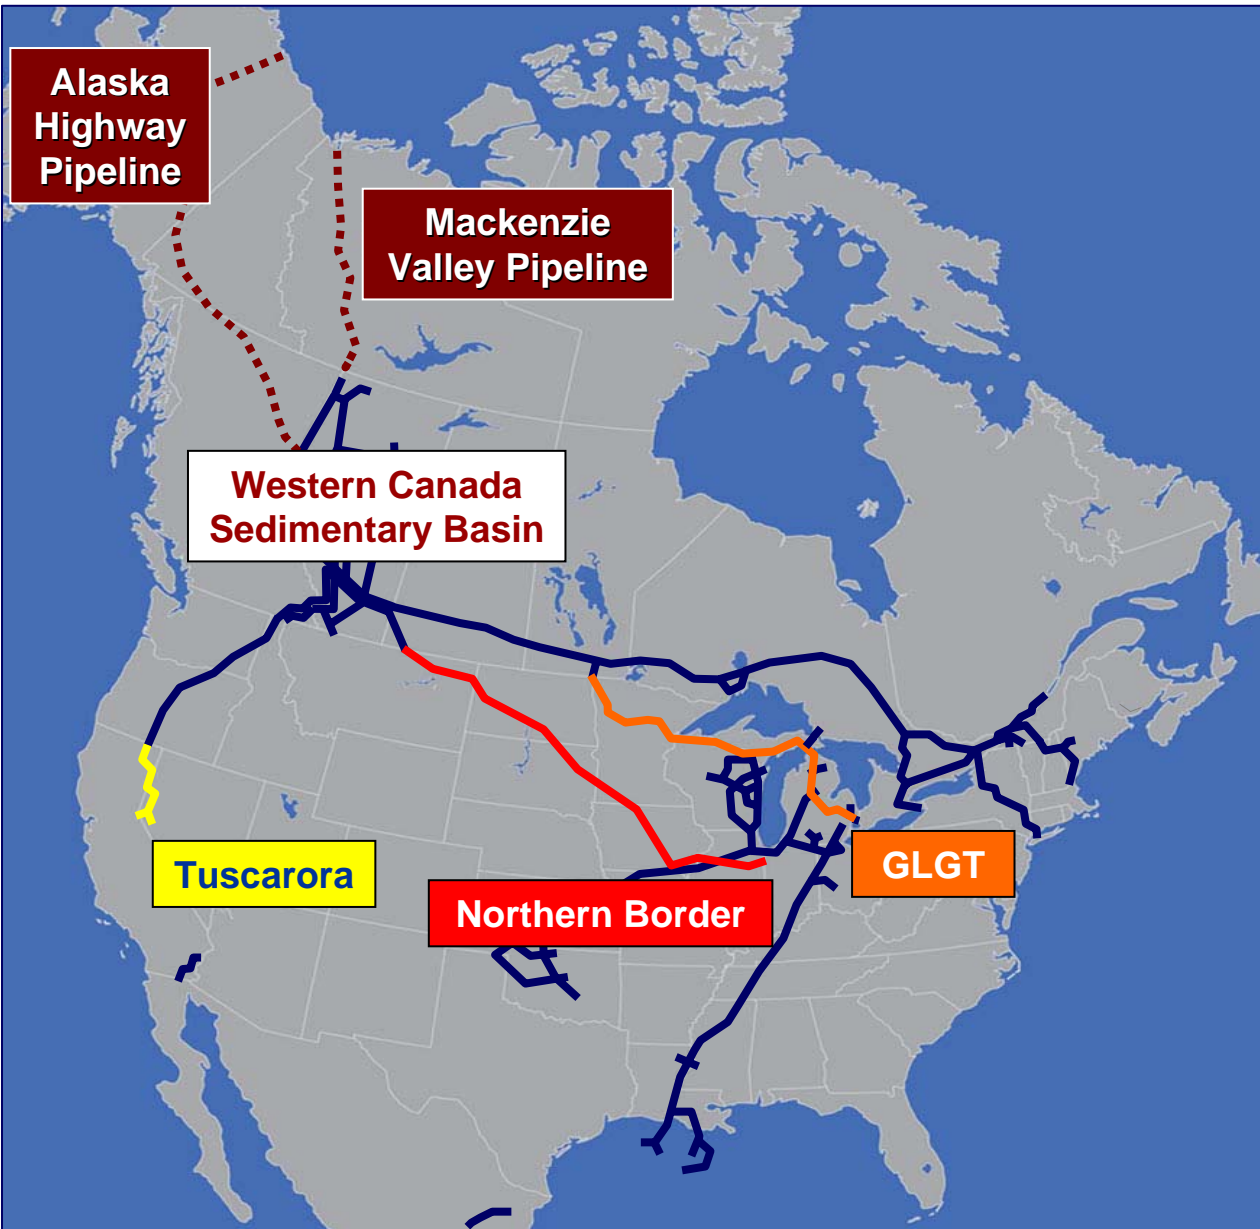 Alaska
Highway
Pipeline
Mackenzie
Valley Pipeline
Western Canada
Sedimentary Basin
Tuscarora
GLGT
Northern Border